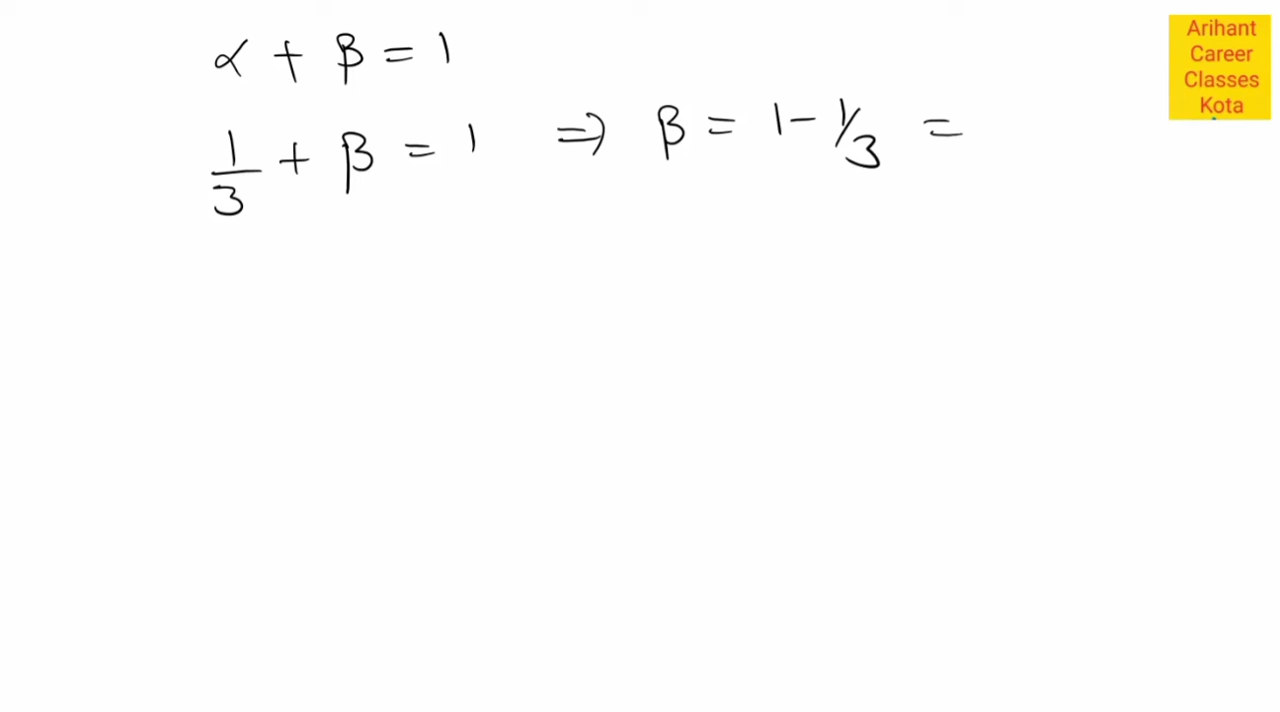 α + β = 1
1/3 + β = 1 ⇒ β = 1 - 1/3 =
Arihant
Career
Classes
Kota